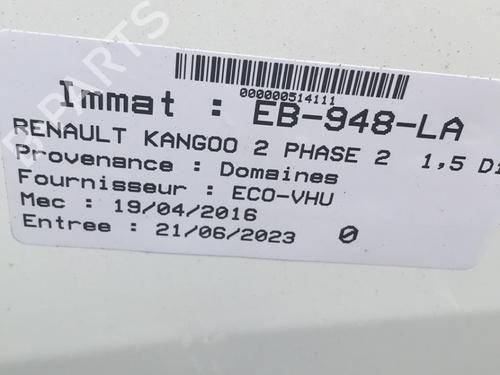 000000514111
Immat : EB-948-LA
RENAULT KANGOO 2 PHASE 2 1,5 D
Provenance : Domaines
Fournisseur : ECO-VHU
Mec : 19/04/2016
Entree : 21/06/2023 0